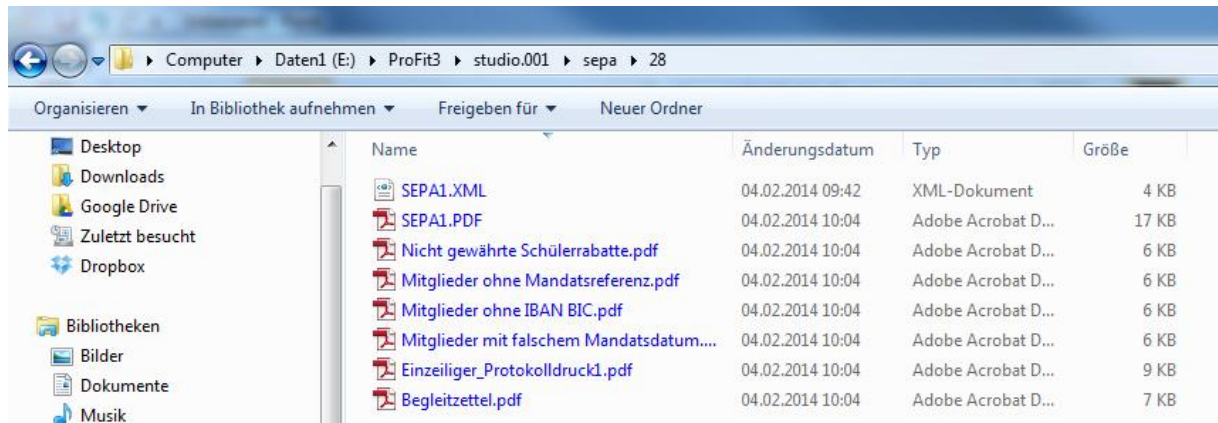 Computer ▸ Daten1 (E:) ▸ ProFit3 ▸ studio.001 ▸ sepa ▸ 28
Organisieren ▾ In Bibliothek aufnehmen ▾ Freigeben für ▾ Neuer Ordner
Desktop
Downloads
Google Drive
Zuletzt besucht
Dropbox
Bibliotheken
Bilder
Dokumente
Musik
Name Änderungsdatum Typ Größe
SEPA1.XML 04.02.2014 09:42 XML-Dokument 4 KB
SEPA1.PDF 04.02.2014 10:04 Adobe Acrobat D... 17 KB
Nicht gewährte Schülerrabatte.pdf 04.02.2014 10:04 Adobe Acrobat D... 6 KB
Mitglieder ohne Mandatsreferenz.pdf 04.02.2014 10:04 Adobe Acrobat D... 6 KB
Mitglieder ohne IBAN BIC.pdf 04.02.2014 10:04 Adobe Acrobat D... 6 KB
Mitglieder mit falschem Mandatsdatum.... 04.02.2014 10:04 Adobe Acrobat D... 6 KB
Einzeiliger_Protokolldruck1.pdf 04.02.2014 10:04 Adobe Acrobat D... 9 KB
Begleitzettel.pdf 04.02.2014 10:04 Adobe Acrobat D... 7 KB